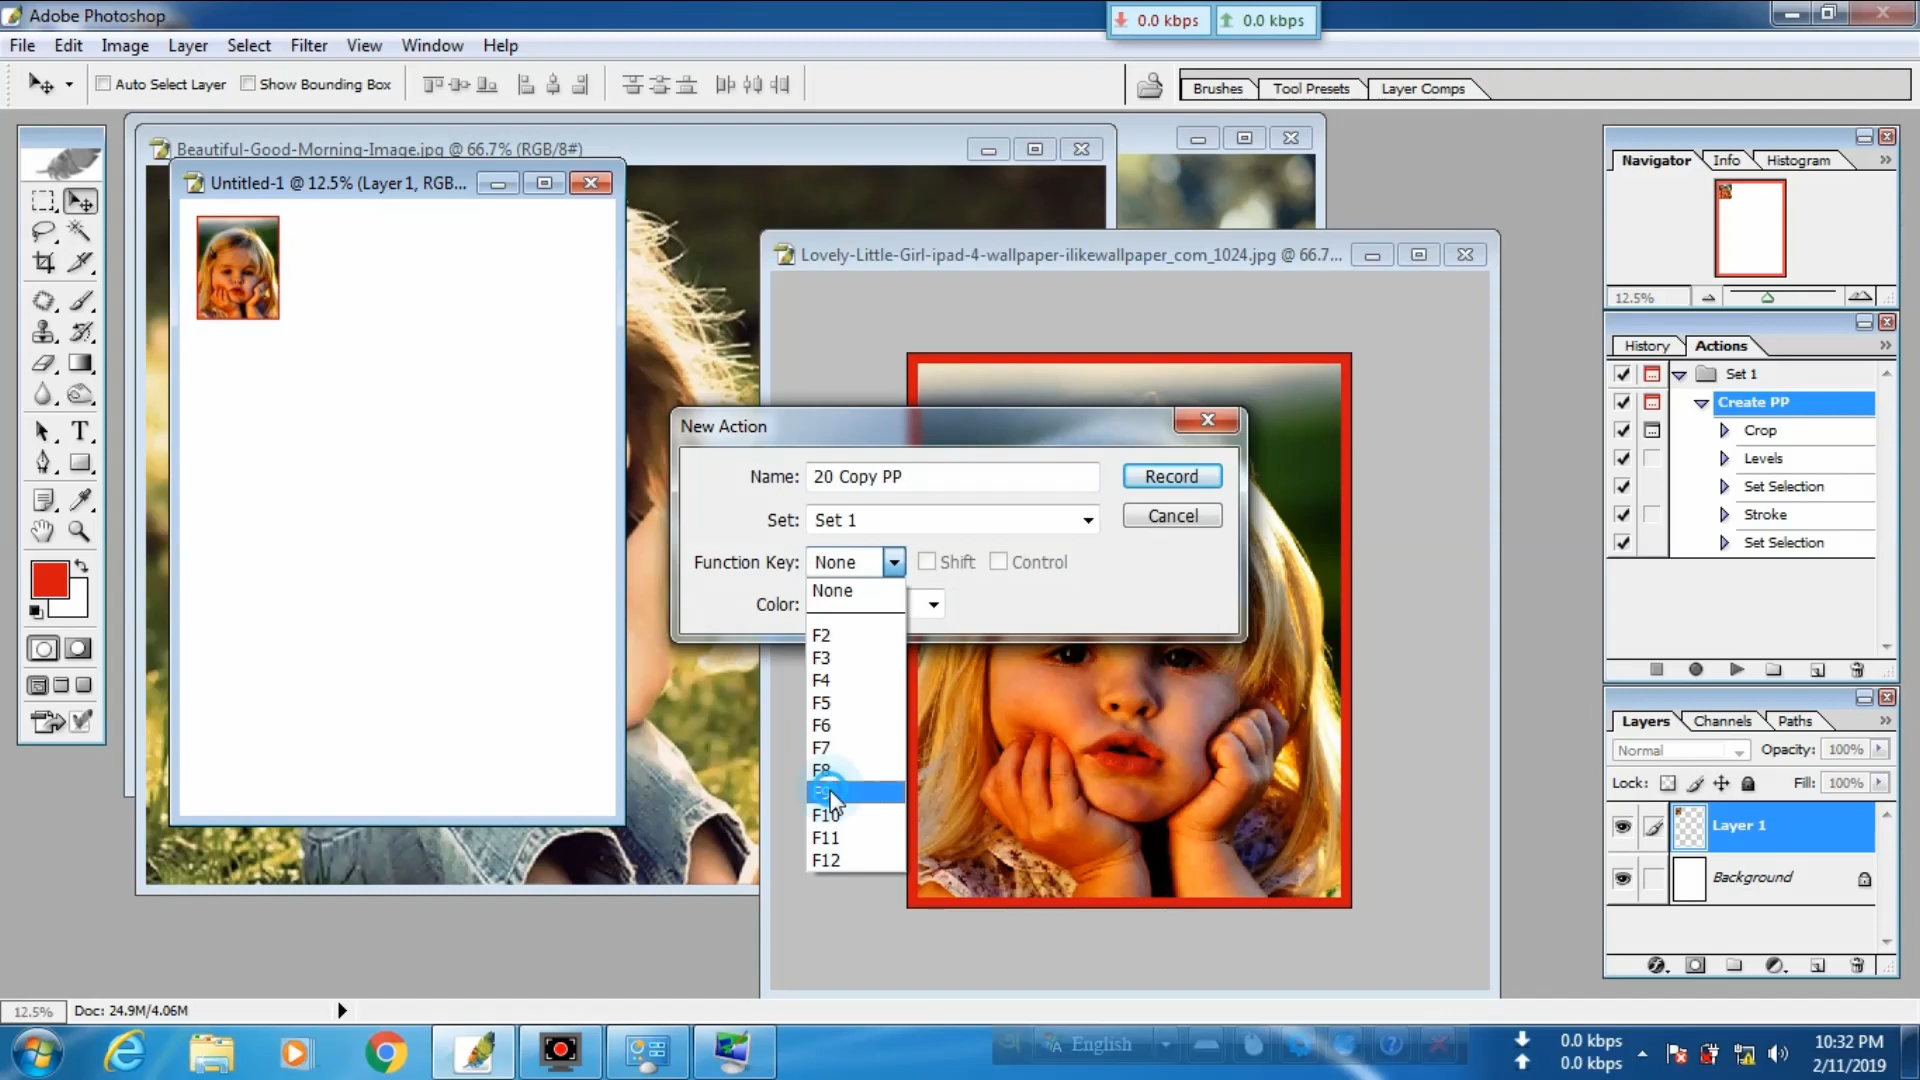 Adobe Photoshop
0.0 kbps 0.0 kbps
File Edit Image Layer Select Filter View Window Help
Auto Select Layer Show Bounding Box
Brushes Tool Presets Layer Comps
Beautiful-Good-Morning-Image.jpg @ 66.7% (RGB/8#)
Untitled-1 @ 12.5% (Layer 1, RGB...
Lovely-Little-Girl-ipad-4-wallpaper-ilikewallpaper_com_1024.jpg @ 66.7...
Navigator Info Histogram
12.5%
History Actions
Set 1
Create PP
Crop
Levels
Set Selection
Stroke
Set Selection
New Action
Name: 20 Copy PP
Record
Set: Set 1
Cancel
Function Key: None
Shift Control
None
Color:
F2
F3
F4
F5
F6
F7
F8
F9
F10
F11
F12
Layers Channels Paths
Normal Opacity: 100%
Lock: Fill: 100%
Layer 1
Background
12.5% Doc: 24.9M/4.06M
English
0.0 kbps
0.0 kbps
10:32 PM
2/11/2019